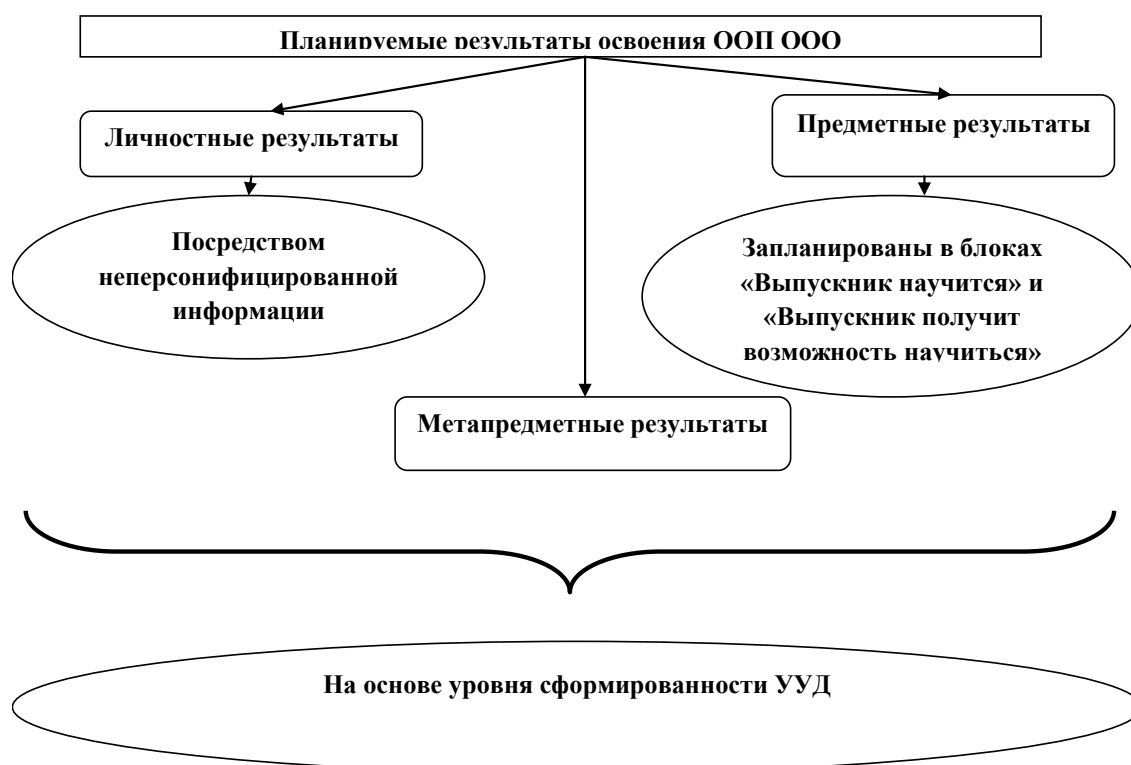 Планируемые результаты освоения ООП ООО
Личностные результаты
Предметные результаты
Посредством
неперсонифицированной
информации
Запланированы в блоках
«Выпускник научится» и
«Выпускник получит
возможность научиться»
Метапредметные результаты
На основе уровня сформированности УУД